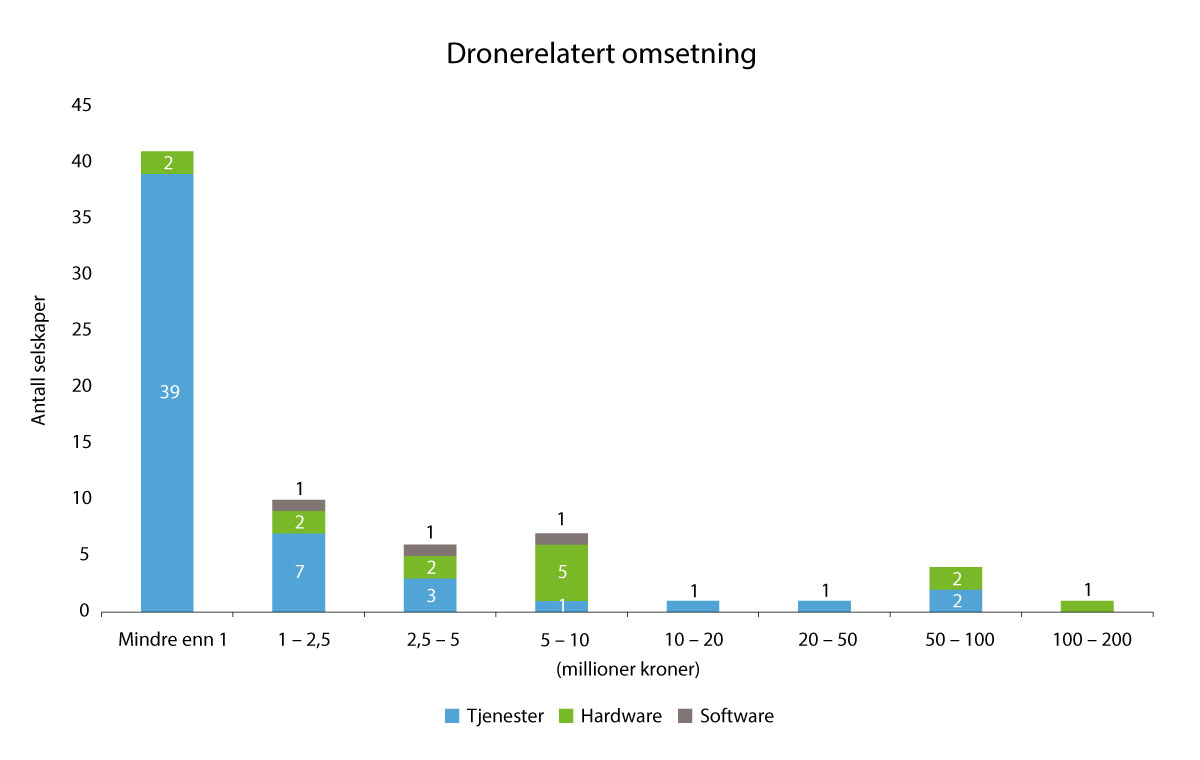 Dronerelatert omsetning
45
40
35
30
25
20
15
10
5
0
Antall selskaper
2
39
1
2
7
1
2
3
1
5
1
1
1
2
2
1
Mindre enn 1
1 – 2,5
2,5 – 5
5 – 10
10 – 20
20 – 50
50 – 100
100 – 200
(millioner kroner)
Tjenester Hardware Software